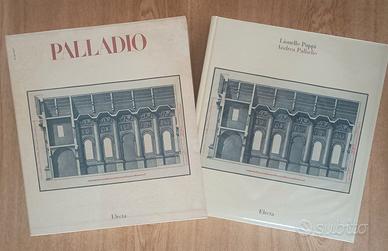 PALLADIO
Electa
Lionello Puppi
Andrea Palladio
Electa
subito